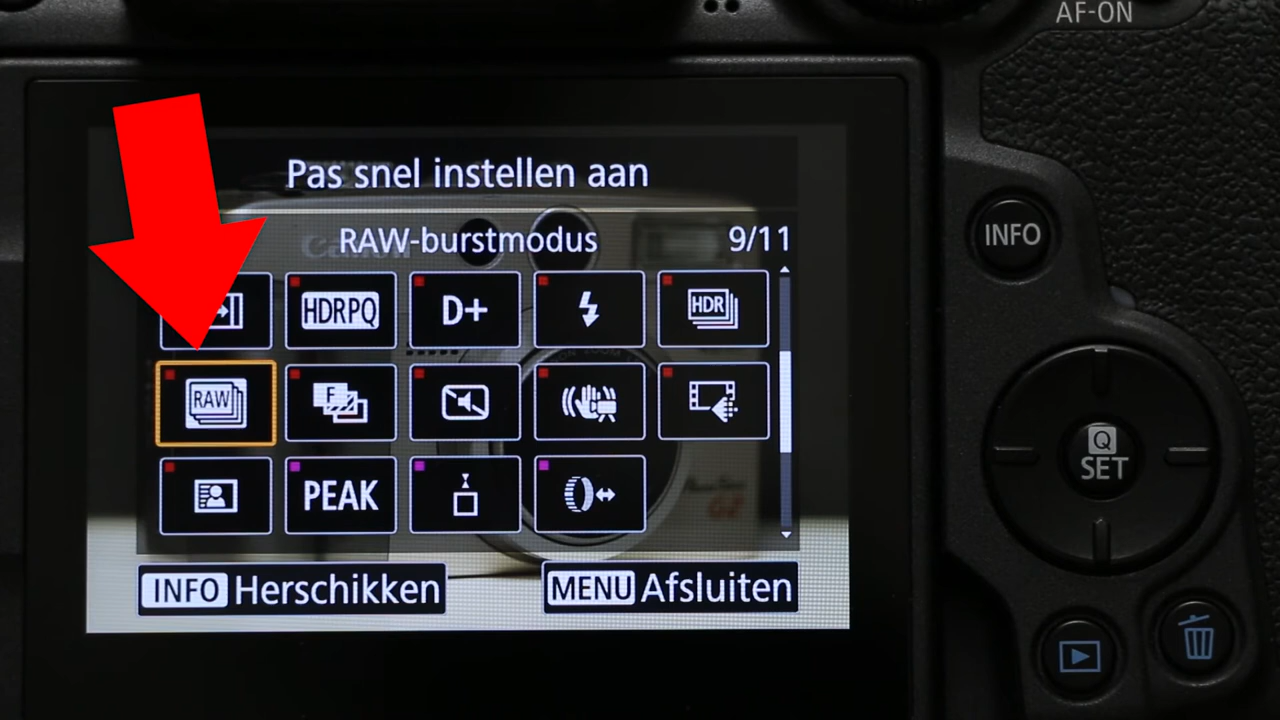 AF-ON
Pas snel instellen aan
RAW-burstmodus 9/11
Canon
INFO
HDRPQ D+ HDR
RAW F
Q
SET
PEAK
INFO Herschikken MENU Afsluiten